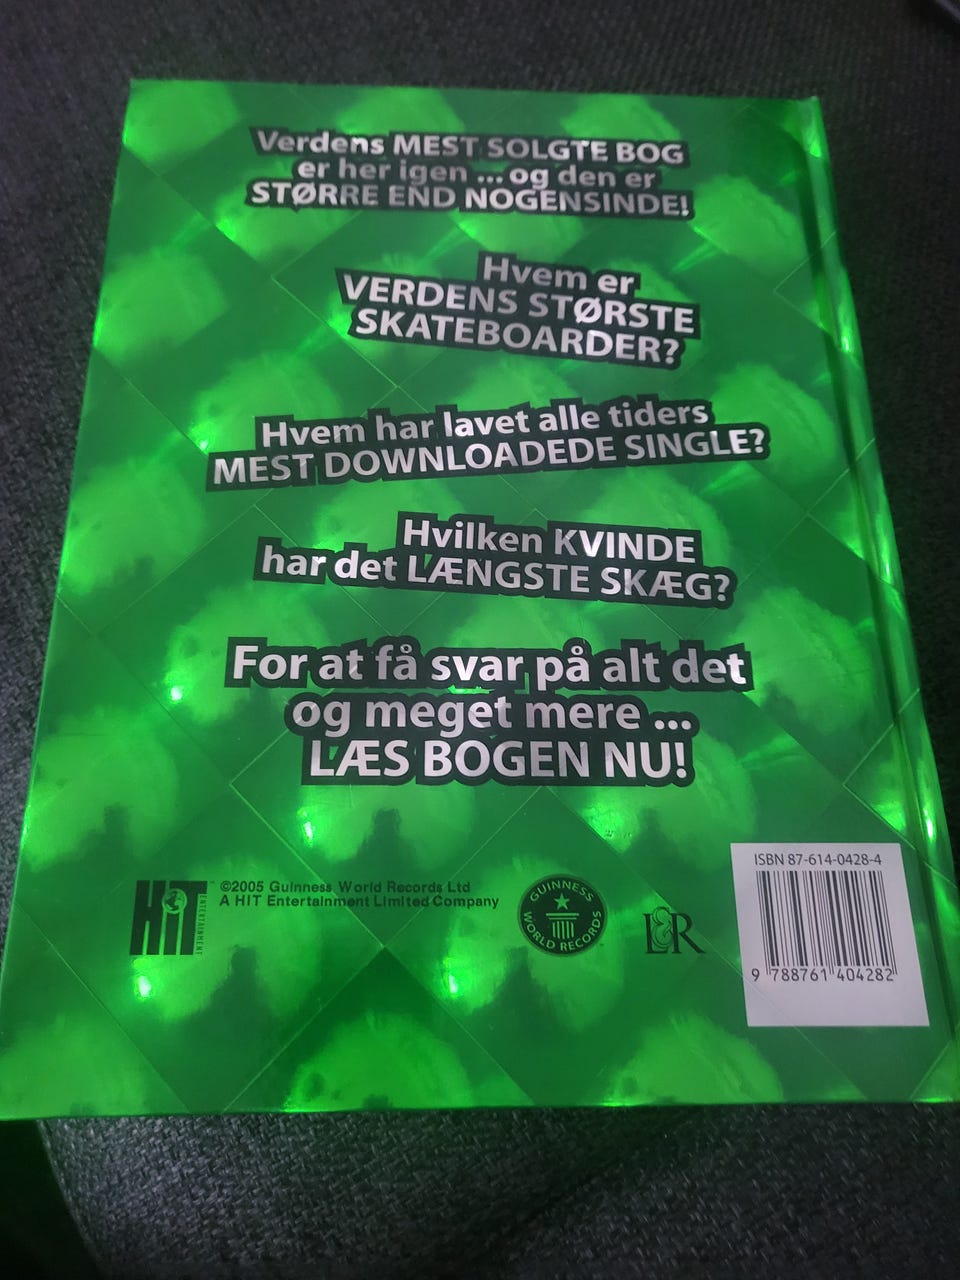 Verdens MEST SOLGTE BOG
er her igen ... og den er
STØRRE END NOGENSINDE!
Hvem er
VERDENS STØRSTE
SKATEBOARDER?
Hvem har lavet alle tiders
MEST DOWNLOADEDE SINGLE?
Hvilken KVINDE
har det LÆNGSTE SKÆG?
For at få svar på alt det
og meget mere ...
LÆS BOGEN NU!
HiT ENTERTAINMENT
©2005 Guinness World Records Ltd
A HIT Entertainment Limited Company
GUINNESS
WORLD RECORDS
L&R
ISBN 87-614-0428-4
9 788761 404282